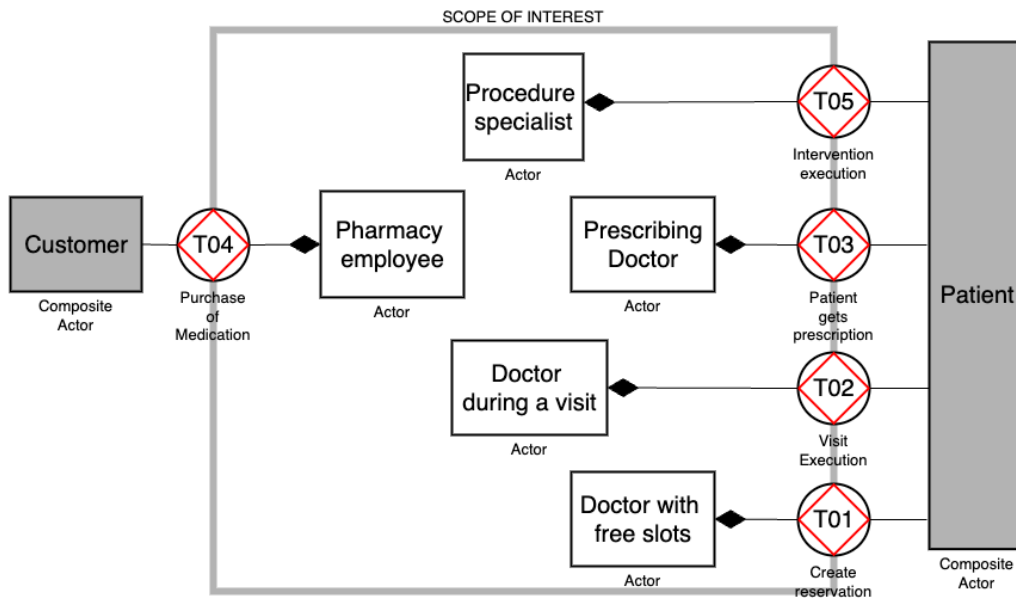 SCOPE OF INTEREST
Procedure
specialist
Actor
T05
Intervention
execution
Customer
Composite
Actor
T04
Purchase
of
Medication
Pharmacy
employee
Actor
Prescribing
Doctor
Actor
T03
Patient
gets
prescription
Patient
Composite
Actor
Doctor
during a visit
Actor
T02
Visit
Execution
Doctor with
free slots
Actor
T01
Create
reservation